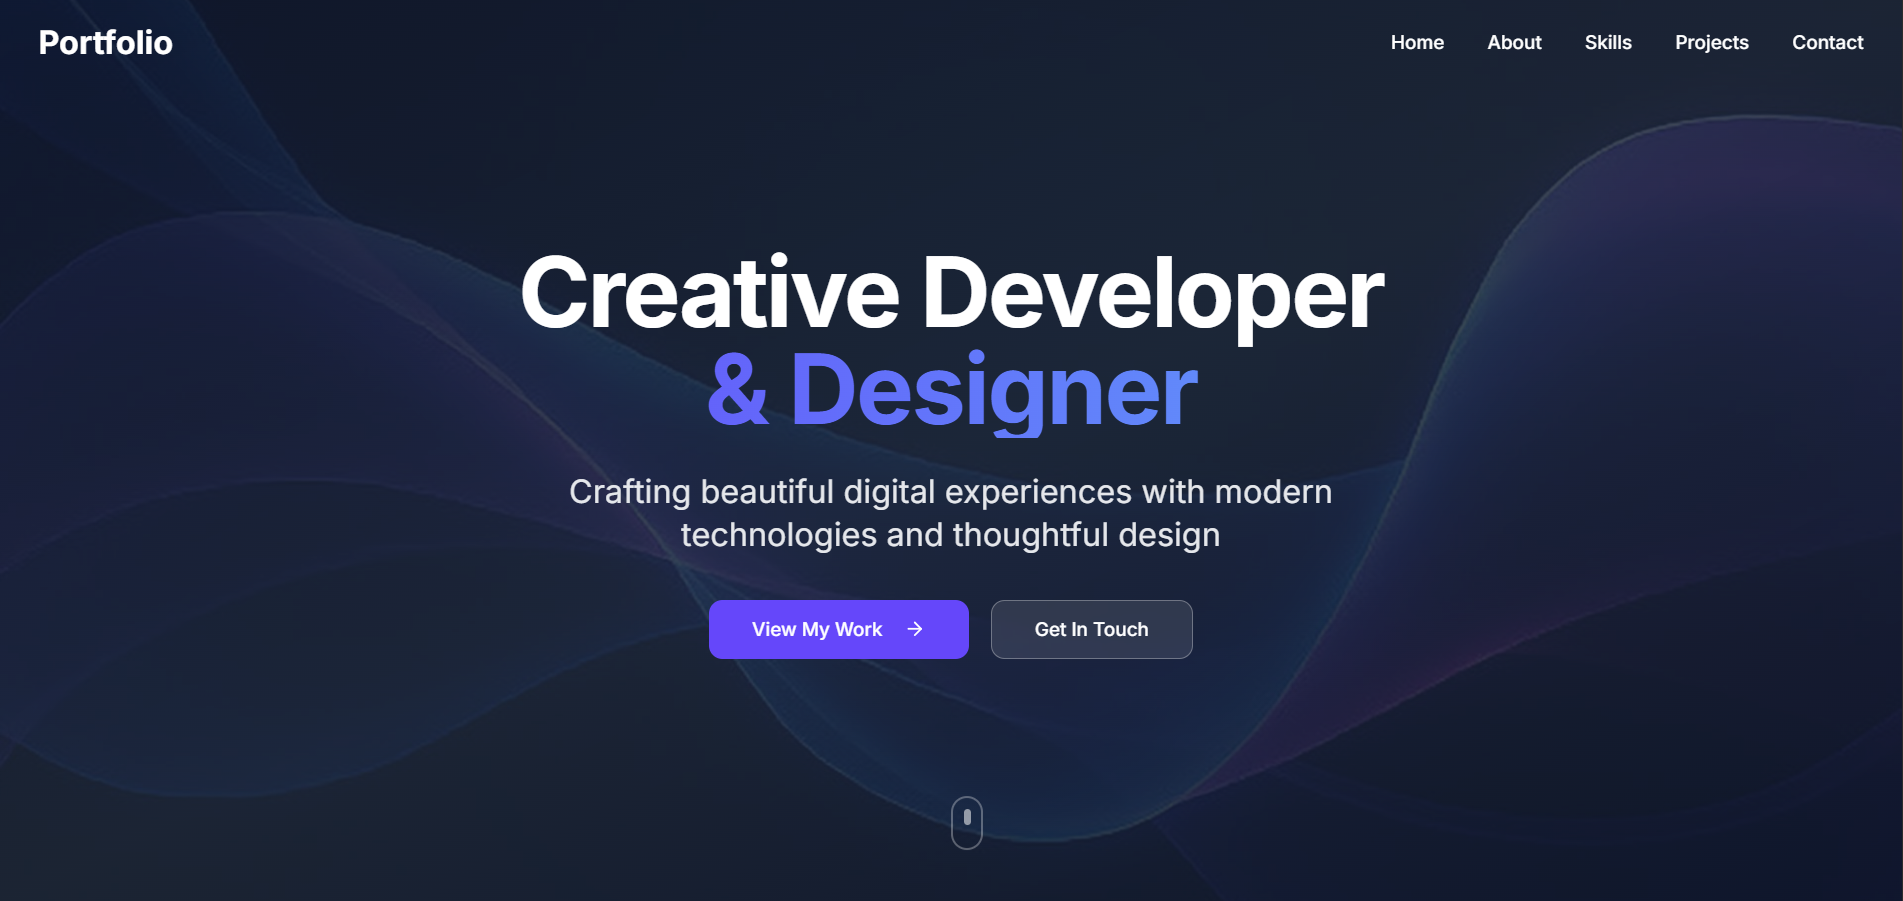 Portfolio
Home About Skills Projects Contact
Creative Developer
& Designer
Crafting beautiful digital experiences with modern
technologies and thoughtful design
View My Work → Get In Touch